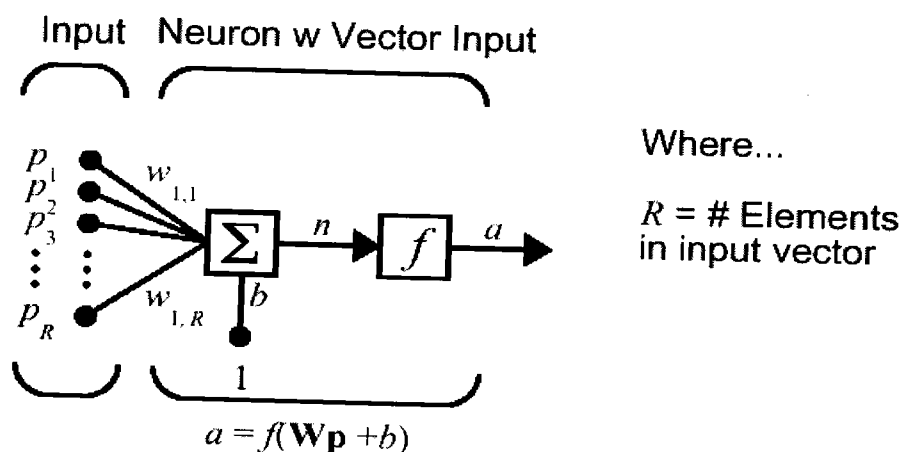 Input Neuron w Vector Input
p1
p2
p3
pR
w1,1
w1,R
Σ
n
f
a
b
1
a = f(Wp +b)
Where...
R = # Elements
in input vector